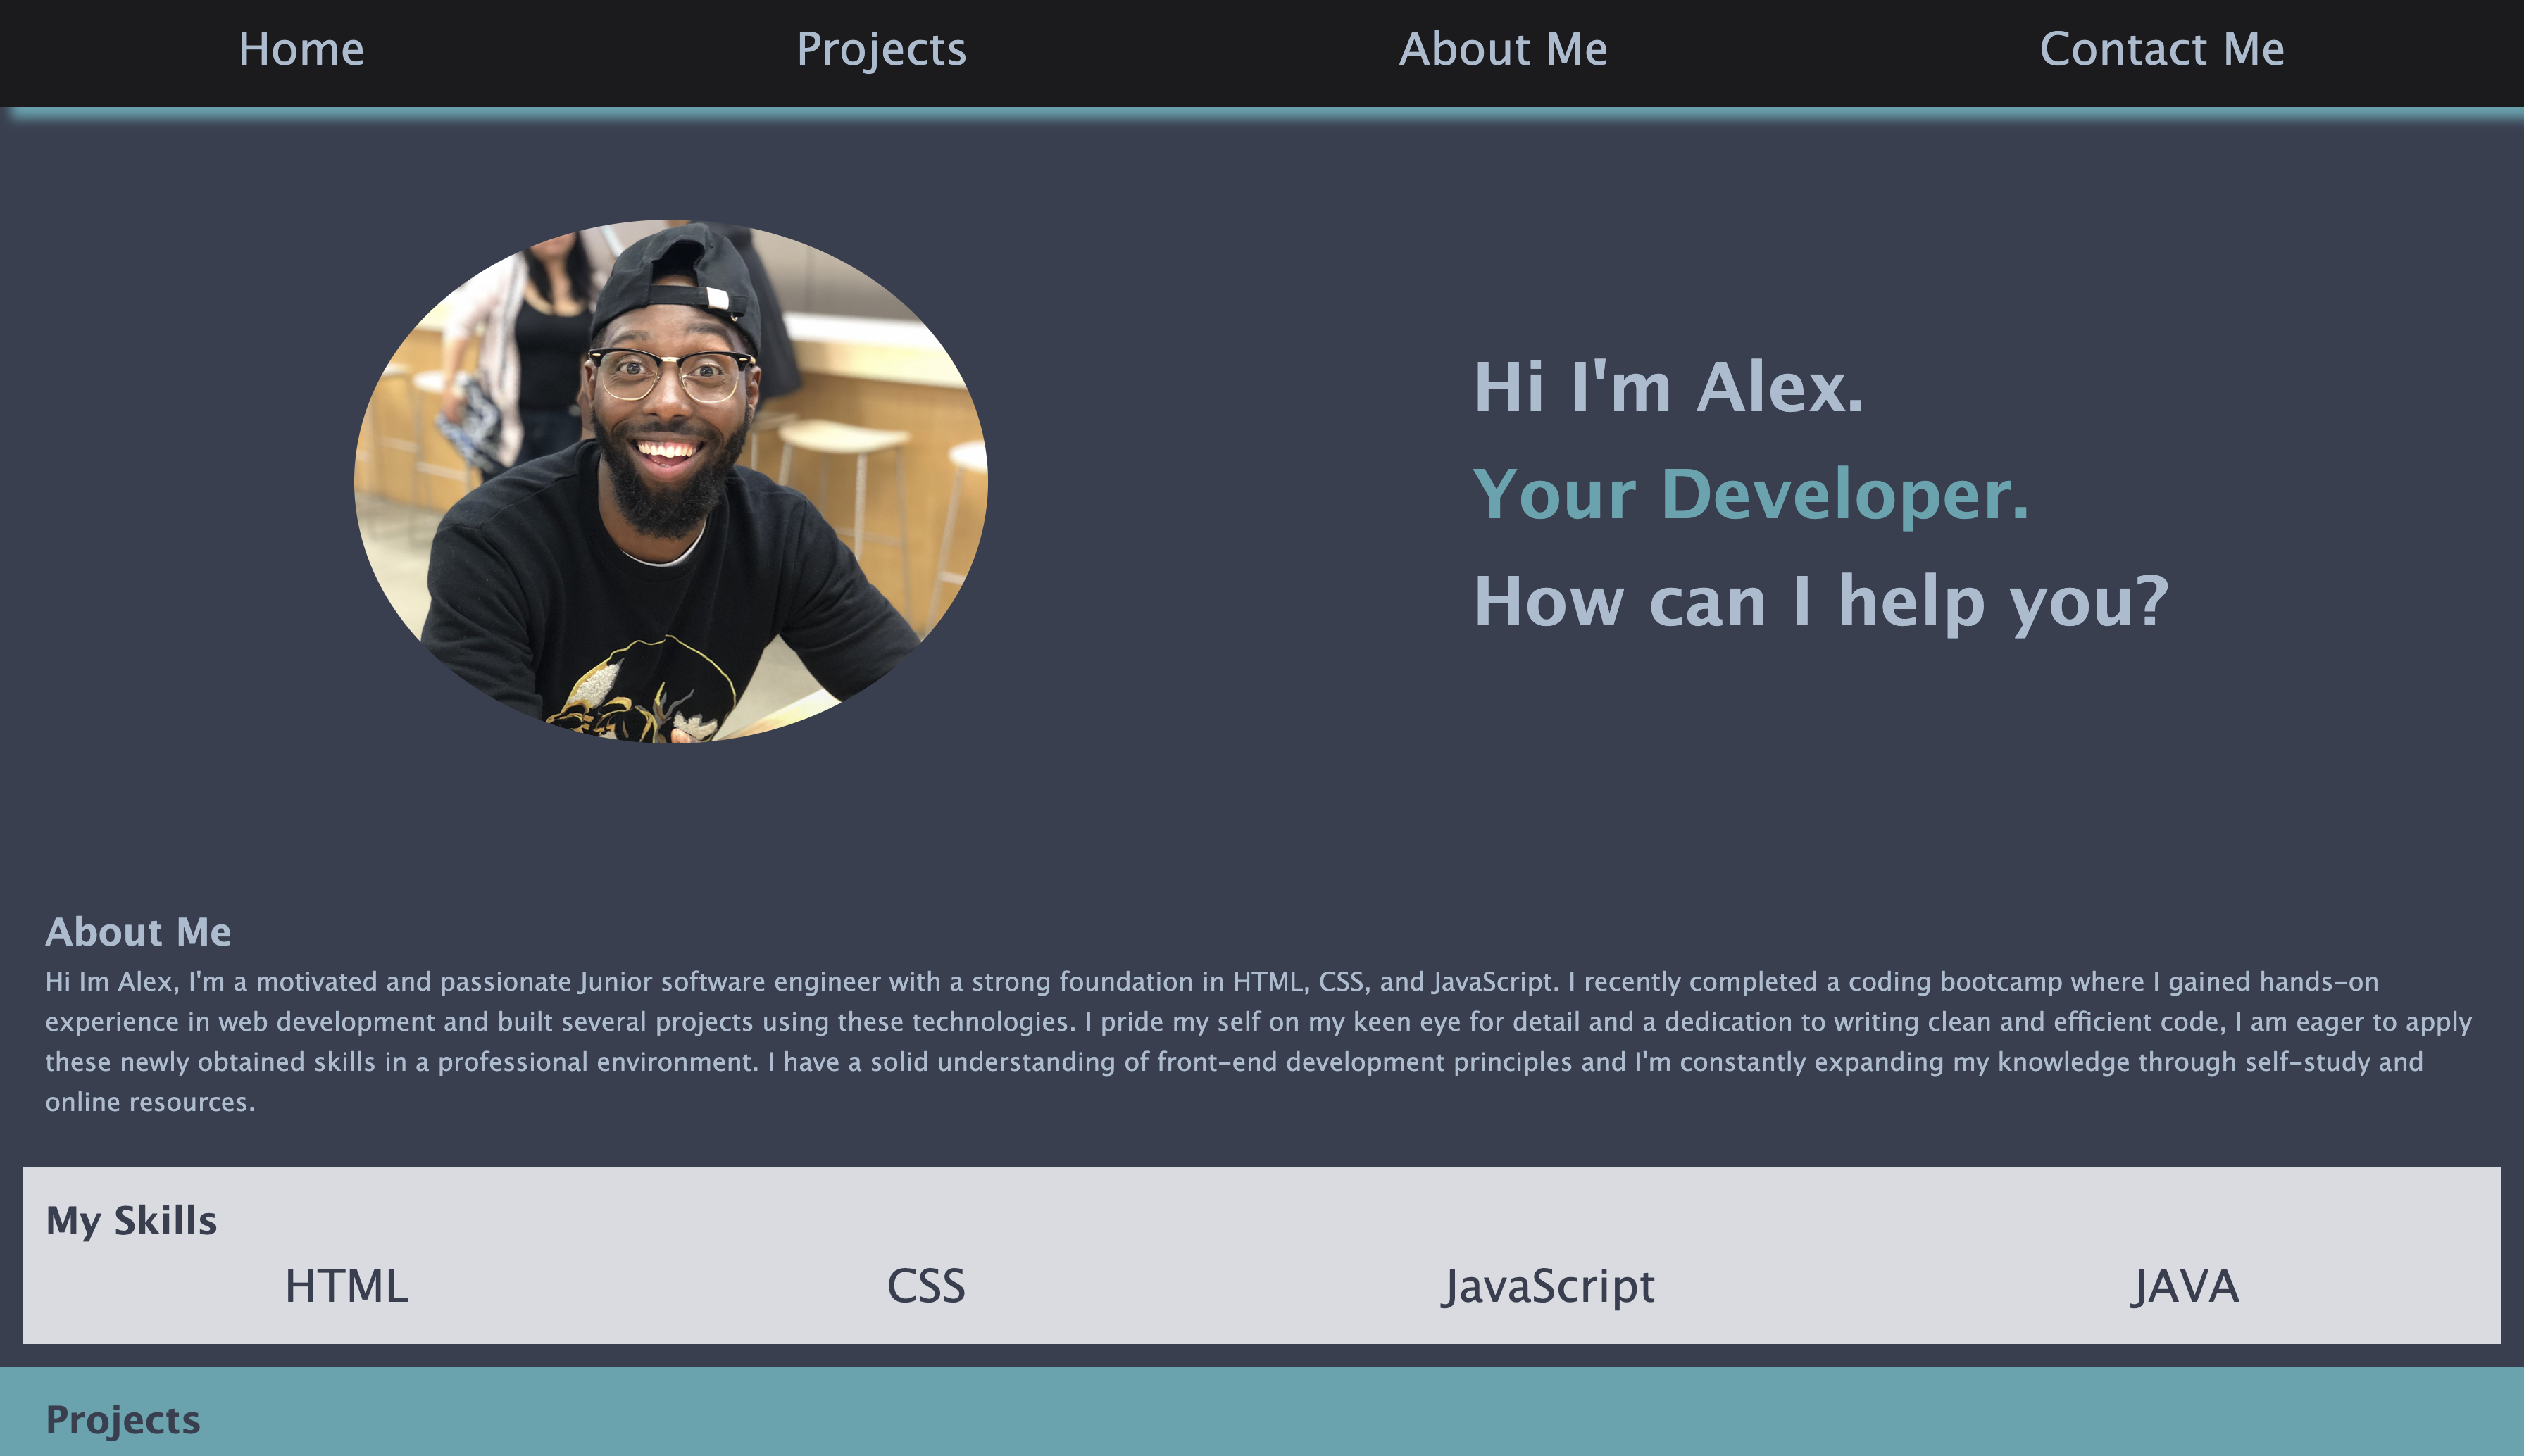 Home Projects About Me Contact Me
Hi I'm Alex.
Your Developer.
How can I help you?
About Me
Hi Im Alex, I'm a motivated and passionate Junior software engineer with a strong foundation in HTML, CSS, and JavaScript. I recently completed a coding bootcamp where I gained hands-on
experience in web development and built several projects using these technologies. I pride my self on my keen eye for detail and a dedication to writing clean and efficient code, I am eager to apply
these newly obtained skills in a professional environment. I have a solid understanding of front-end development principles and I'm constantly expanding my knowledge through self-study and
online resources.
My Skills
HTML CSS JavaScript JAVA
Projects